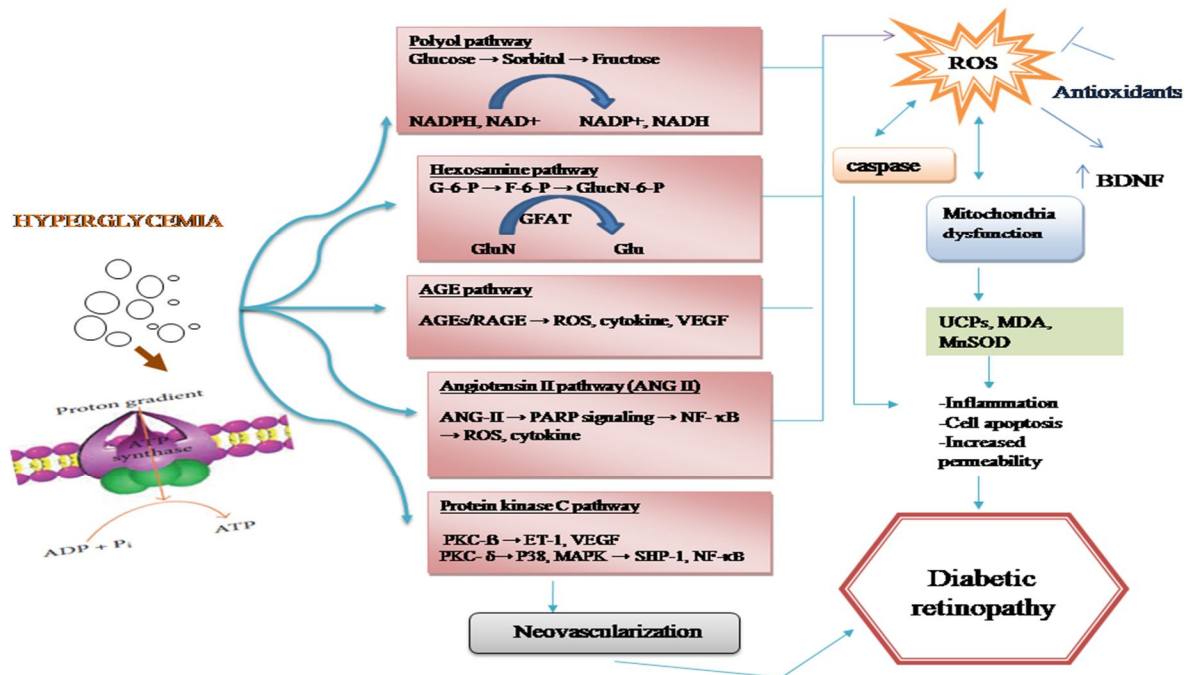 HYPERGLYCEMIA
Proton gradient
ATP
synthase
ADP + Pi
ATP
Polyol pathway
Glucose → Sorbitol → Fructose
NADPH, NAD+ NADP+, NADH
Hexosamine pathway
G-6-P → F-6-P → GlucN-6-P
GFAT
GluN Glu
AGE pathway
AGEs/RAGE → ROS, cytokine, VEGF
Angiotensin II pathway (ANG II)
ANG-II → PARP signaling → NF-κB
→ ROS, cytokine
Protein kinase C pathway
PKC-ß → ET-1, VEGF
PKC- δ → P38, MAPK → SHP-1, NF-κB
Neovascularization
ROS
Antioxidants
caspase
BDNF
Mitochondria
dysfunction
UCPs, MDA,
MnSOD
-Inflammation
-Cell apoptosis
-Increased
permeability
Diabetic
retinopathy